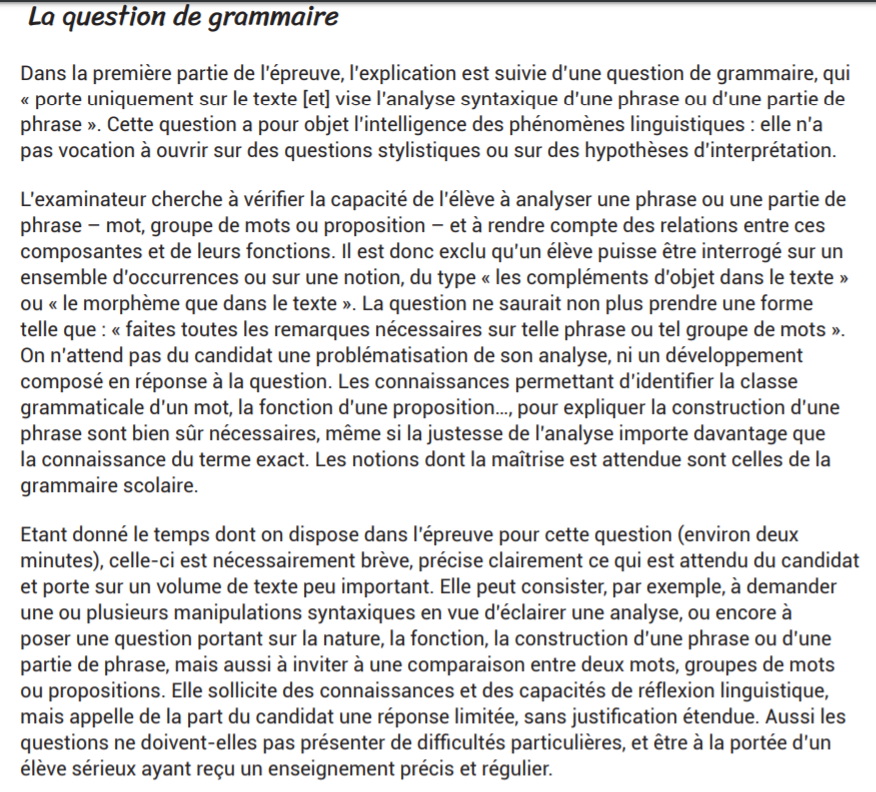 La question de grammaire
Dans la première partie de l'épreuve, l'explication est suivie d'une question de grammaire, qui
« porte uniquement sur le texte [et] vise l'analyse syntaxique d'une phrase ou d'une partie de
phrase ». Cette question a pour objet l'intelligence des phénomènes linguistiques : elle n'a
pas vocation à ouvrir sur des questions stylistiques ou sur des hypothèses d'interprétation.
L'examinateur cherche à vérifier la capacité de l'élève à analyser une phrase ou une partie de
phrase – mot, groupe de mots ou proposition – et à rendre compte des relations entre ces
composantes et de leurs fonctions. Il est donc exclu qu'un élève puisse être interrogé sur un
ensemble d'occurrences ou sur une notion, du type « les compléments d'objet dans le texte »
ou « le morphème que dans le texte ». La question ne saurait non plus prendre une forme
telle que : « faites toutes les remarques nécessaires sur telle phrase ou tel groupe de mots ».
On n'attend pas du candidat une problématisation de son analyse, ni un développement
composé en réponse à la question. Les connaissances permettant d'identifier la classe
grammaticale d'un mot, la fonction d'une proposition…, pour expliquer la construction d'une
phrase sont bien sûr nécessaires, même si la justesse de l'analyse importe davantage que
la connaissance du terme exact. Les notions dont la maîtrise est attendue sont celles de la
grammaire scolaire.
Etant donné le temps dont on dispose dans l'épreuve pour cette question (environ deux
minutes), celle-ci est nécessairement brève, précise clairement ce qui est attendu du candidat
et porte sur un volume de texte peu important. Elle peut consister, par exemple, à demander
une ou plusieurs manipulations syntaxiques en vue d'éclairer une analyse, ou encore à
poser une question portant sur la nature, la fonction, la construction d'une phrase ou d'une
partie de phrase, mais aussi à inviter à une comparaison entre deux mots, groupes de mots
ou propositions. Elle sollicite des connaissances et des capacités de réflexion linguistique,
mais appelle de la part du candidat une réponse limitée, sans justification étendue. Aussi les
questions ne doivent-elles pas présenter de difficultés particulières, et être à la portée d'un
élève sérieux ayant reçu un enseignement précis et régulier.